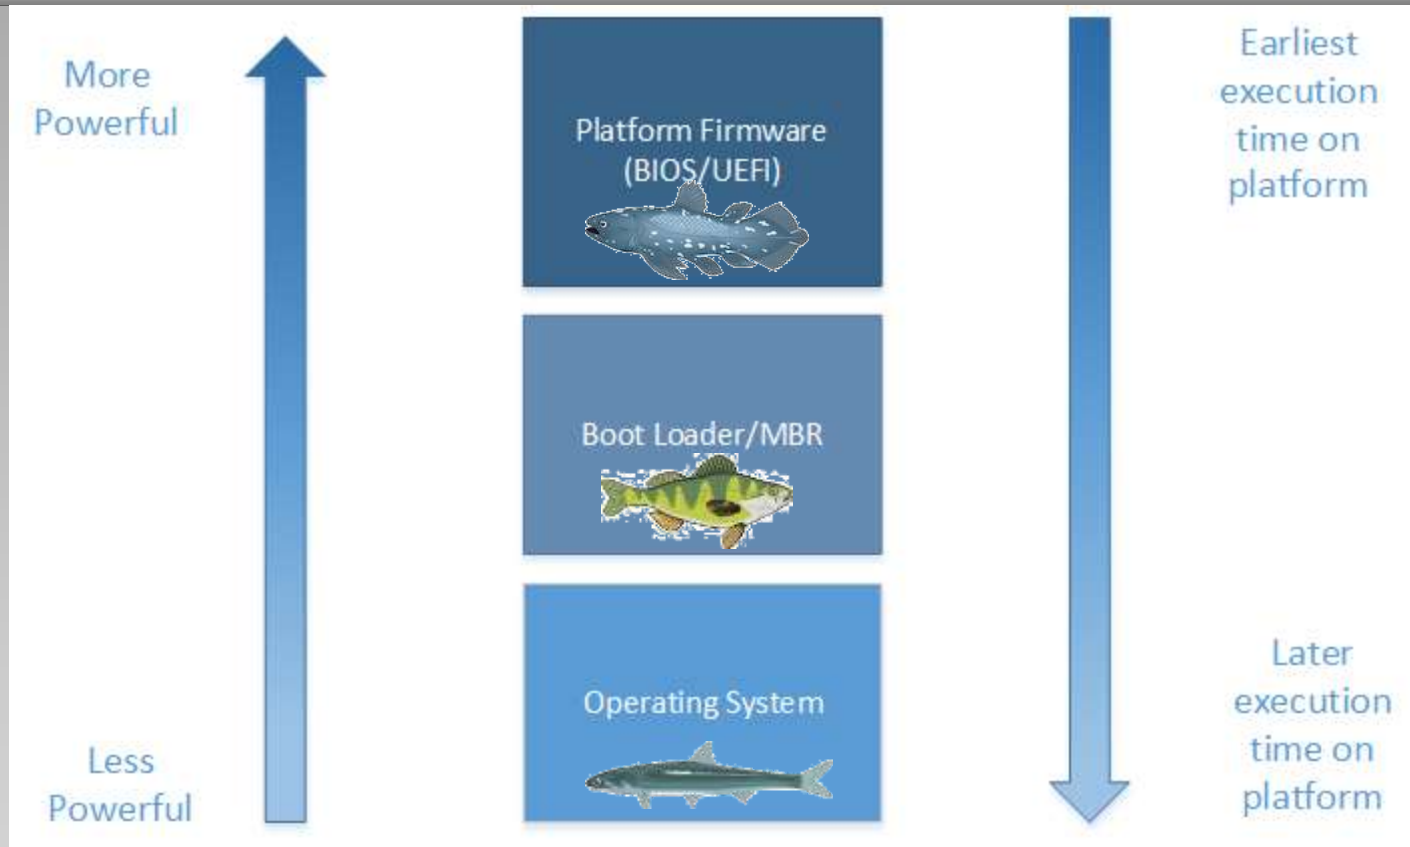 More
Powerful
Platform Firmware
(BIOS/UEFI)
Earliest
execution
time on
platform
Boot Loader/MBR
Operating System
Less
Powerful
Later
execution
time on
platform